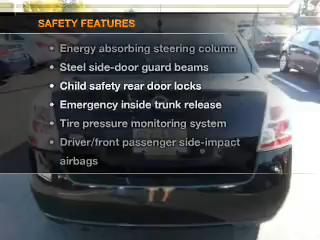 SAFETY FEATURES
• Energy absorbing steering column
• Steel side-door guard beams
• Child safety rear door locks
• Emergency inside trunk release
• Tire pressure monitoring system
• Driver/front passenger side-impact
airbags